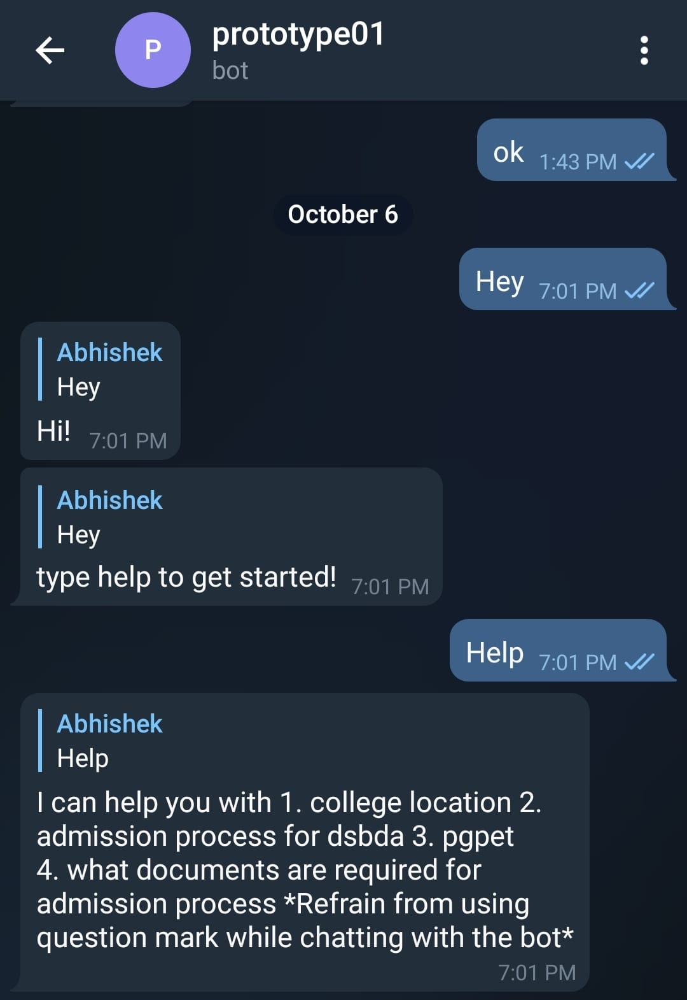 P
prototype01
bot
ok 1:43 PM
October 6
Hey 7:01 PM
Abhishek
Hey
Hi! 7:01 PM
Abhishek
Hey
type help to get started! 7:01 PM
Help 7:01 PM
Abhishek
Help
I can help you with 1. college location 2.
admission process for dsbda 3. pgpet
4. what documents are required for
admission process *Refrain from using
question mark while chatting with the bot*
7:01 PM